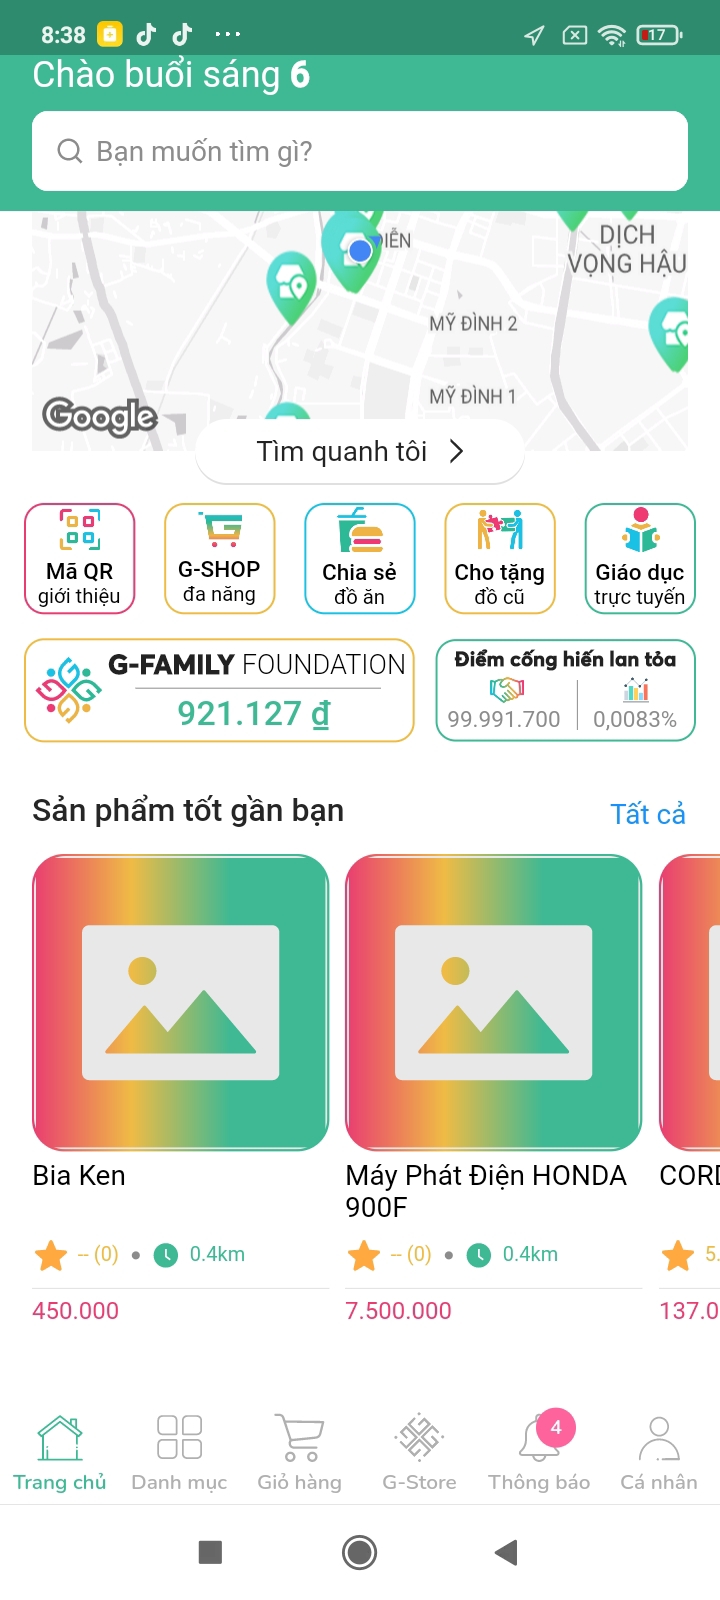 8:38
17
Chào buổi sáng 6
Bạn muốn tìm gì?
DỊCH
VỌNG HẬU
MỸ ĐÌNH 2
MỸ ĐÌNH 1
Google
Tìm quanh tôi
Mã QR
giới thiệu
G-SHOP
đa năng
Chia sẻ
đồ ăn
Cho tặng
đồ cũ
Giáo dục
trực tuyến
G-FAMILY FOUNDATION
921.127 đ
Điểm cống hiến lan tỏa
99.991.700
0,0083%
Sản phẩm tốt gần bạn
Tất cả
Bia Ken
-- (0) • 0.4km
450.000
Máy Phát Điện HONDA
900F
-- (0) • 0.4km
7.500.000
CORD
5.
137.0
Trang chủ
Danh mục
Giỏ hàng
G-Store
4
Thông báo
Cá nhân